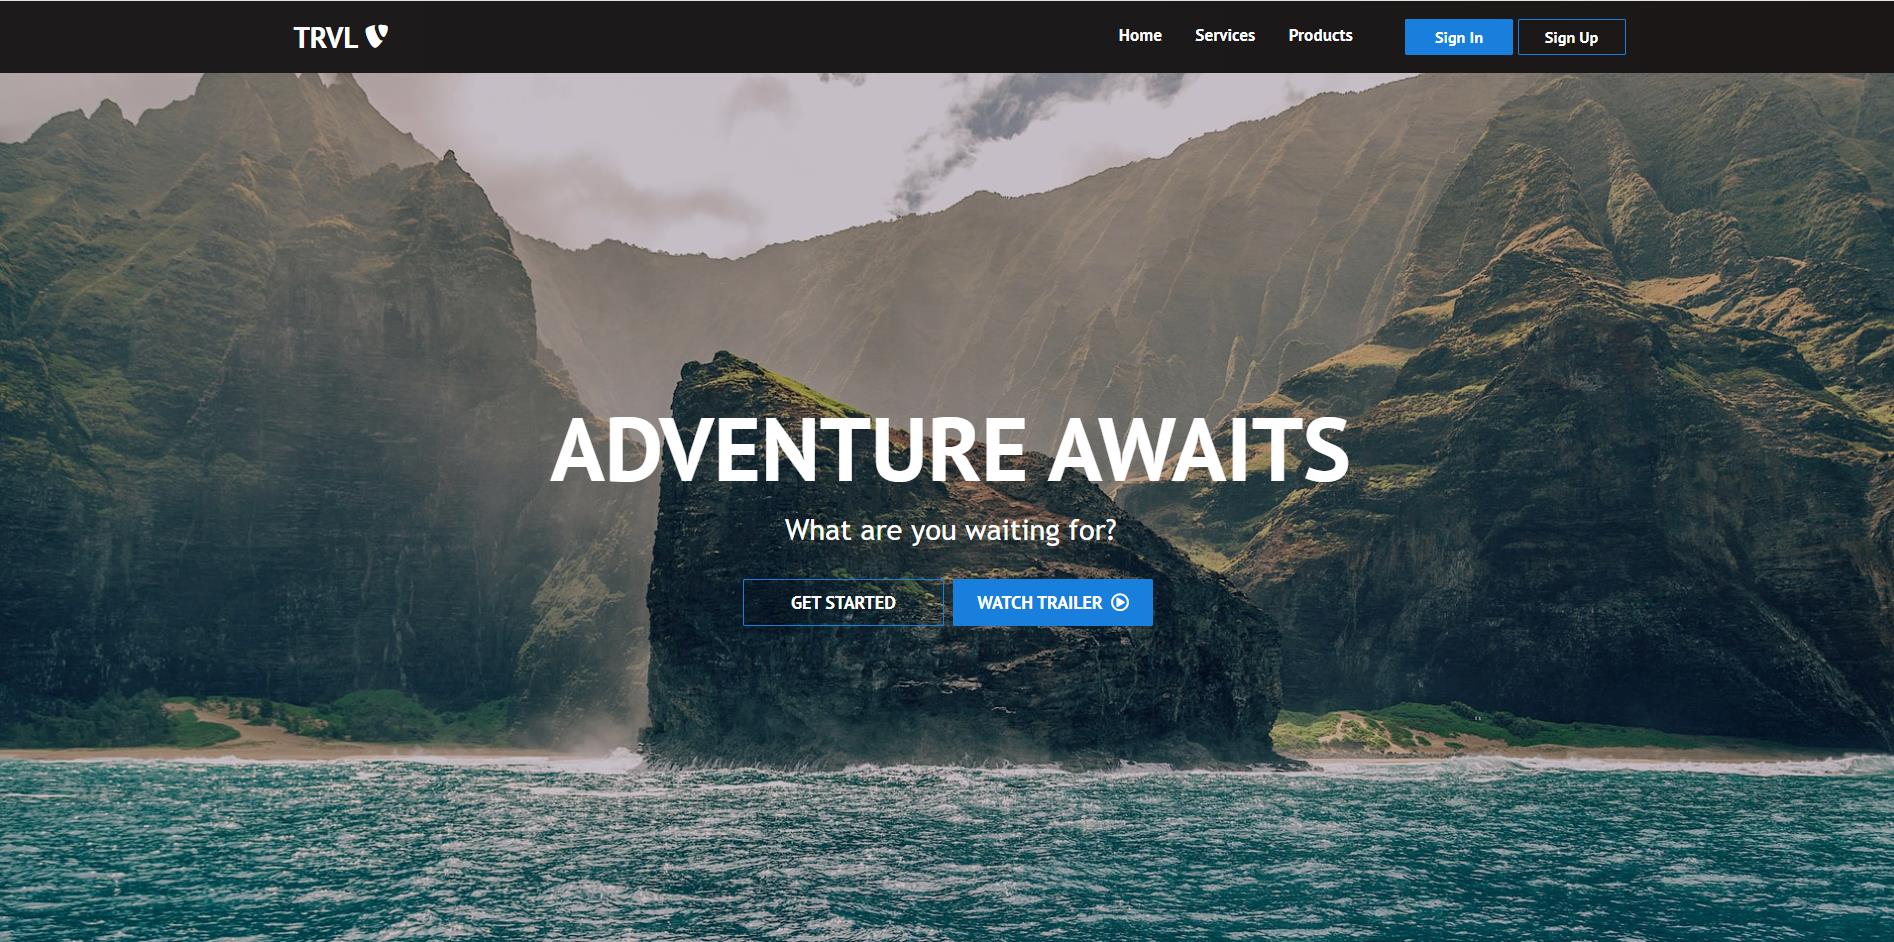 TRVL
Home Services Products Sign In Sign Up
ADVENTURE AWAITS
What are you waiting for?
GET STARTED WATCH TRAILER